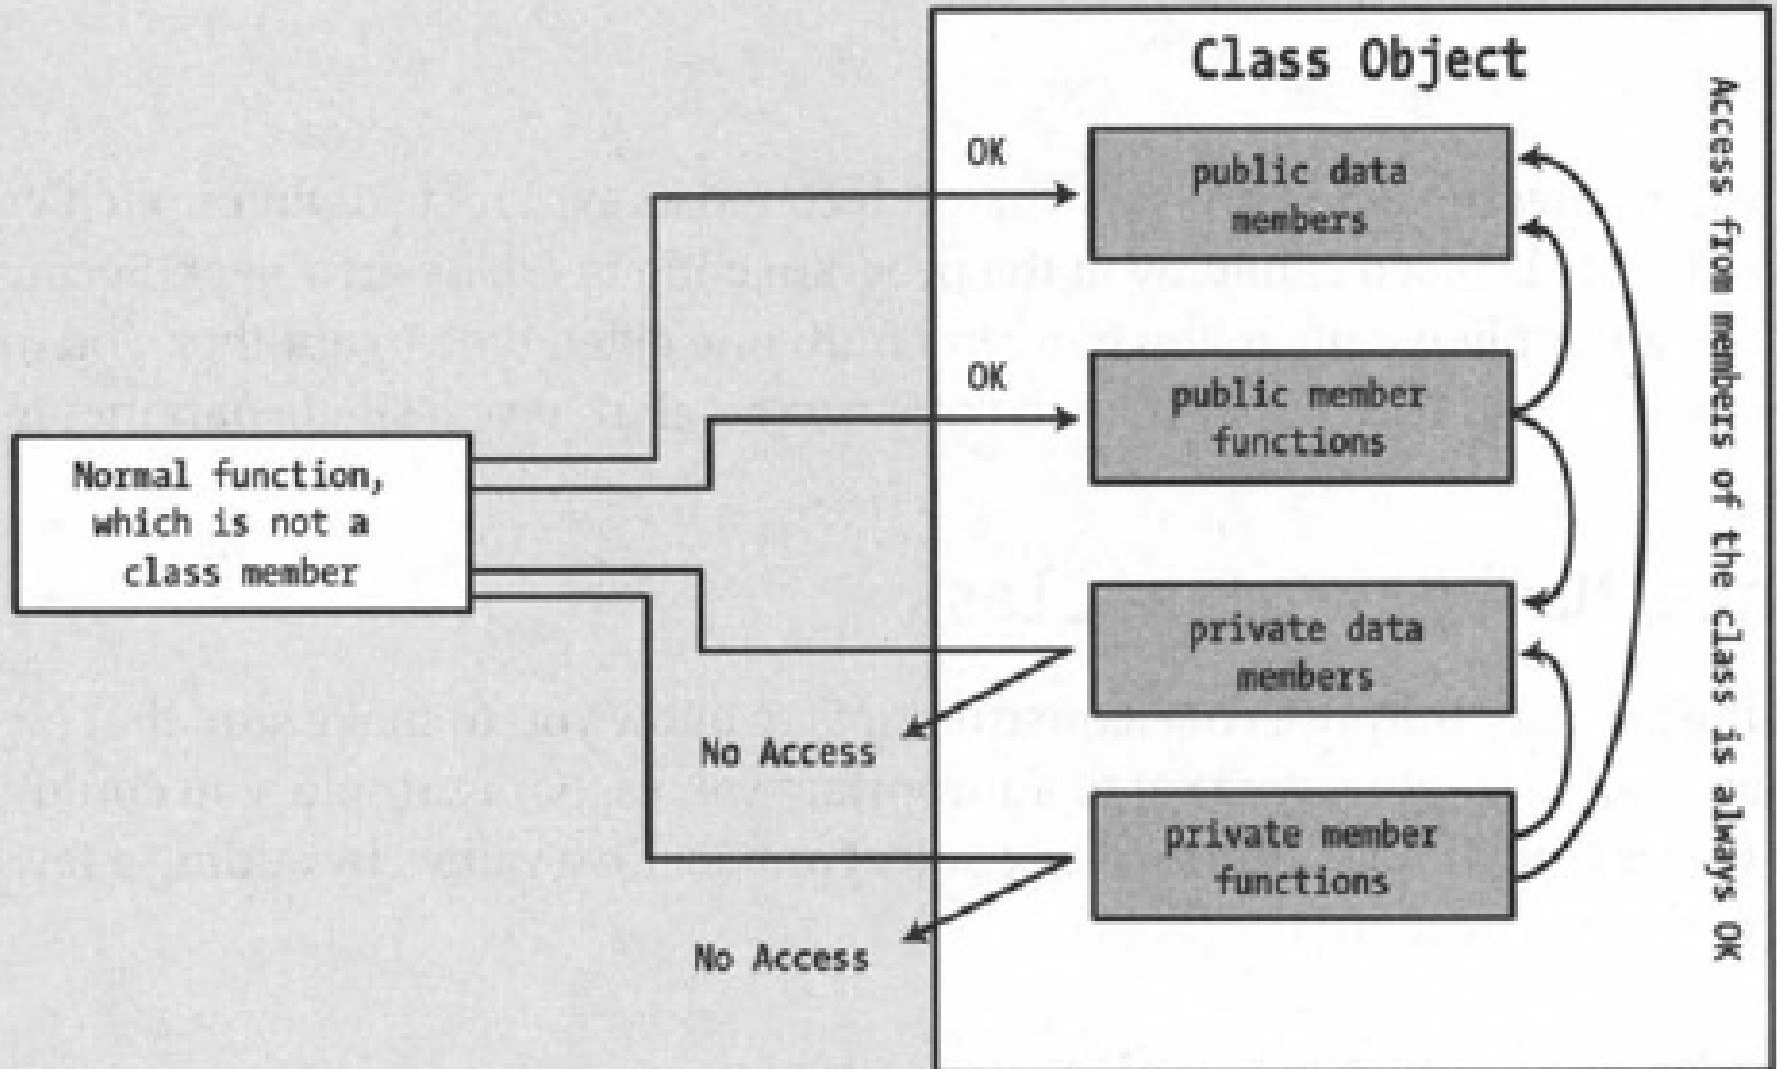 Class Object
OK
public data
members
OK
public member
functions
Normal function,
which is not a
class member
private data
members
No Access
private member
functions
No Access
Access from members of the class is always OK